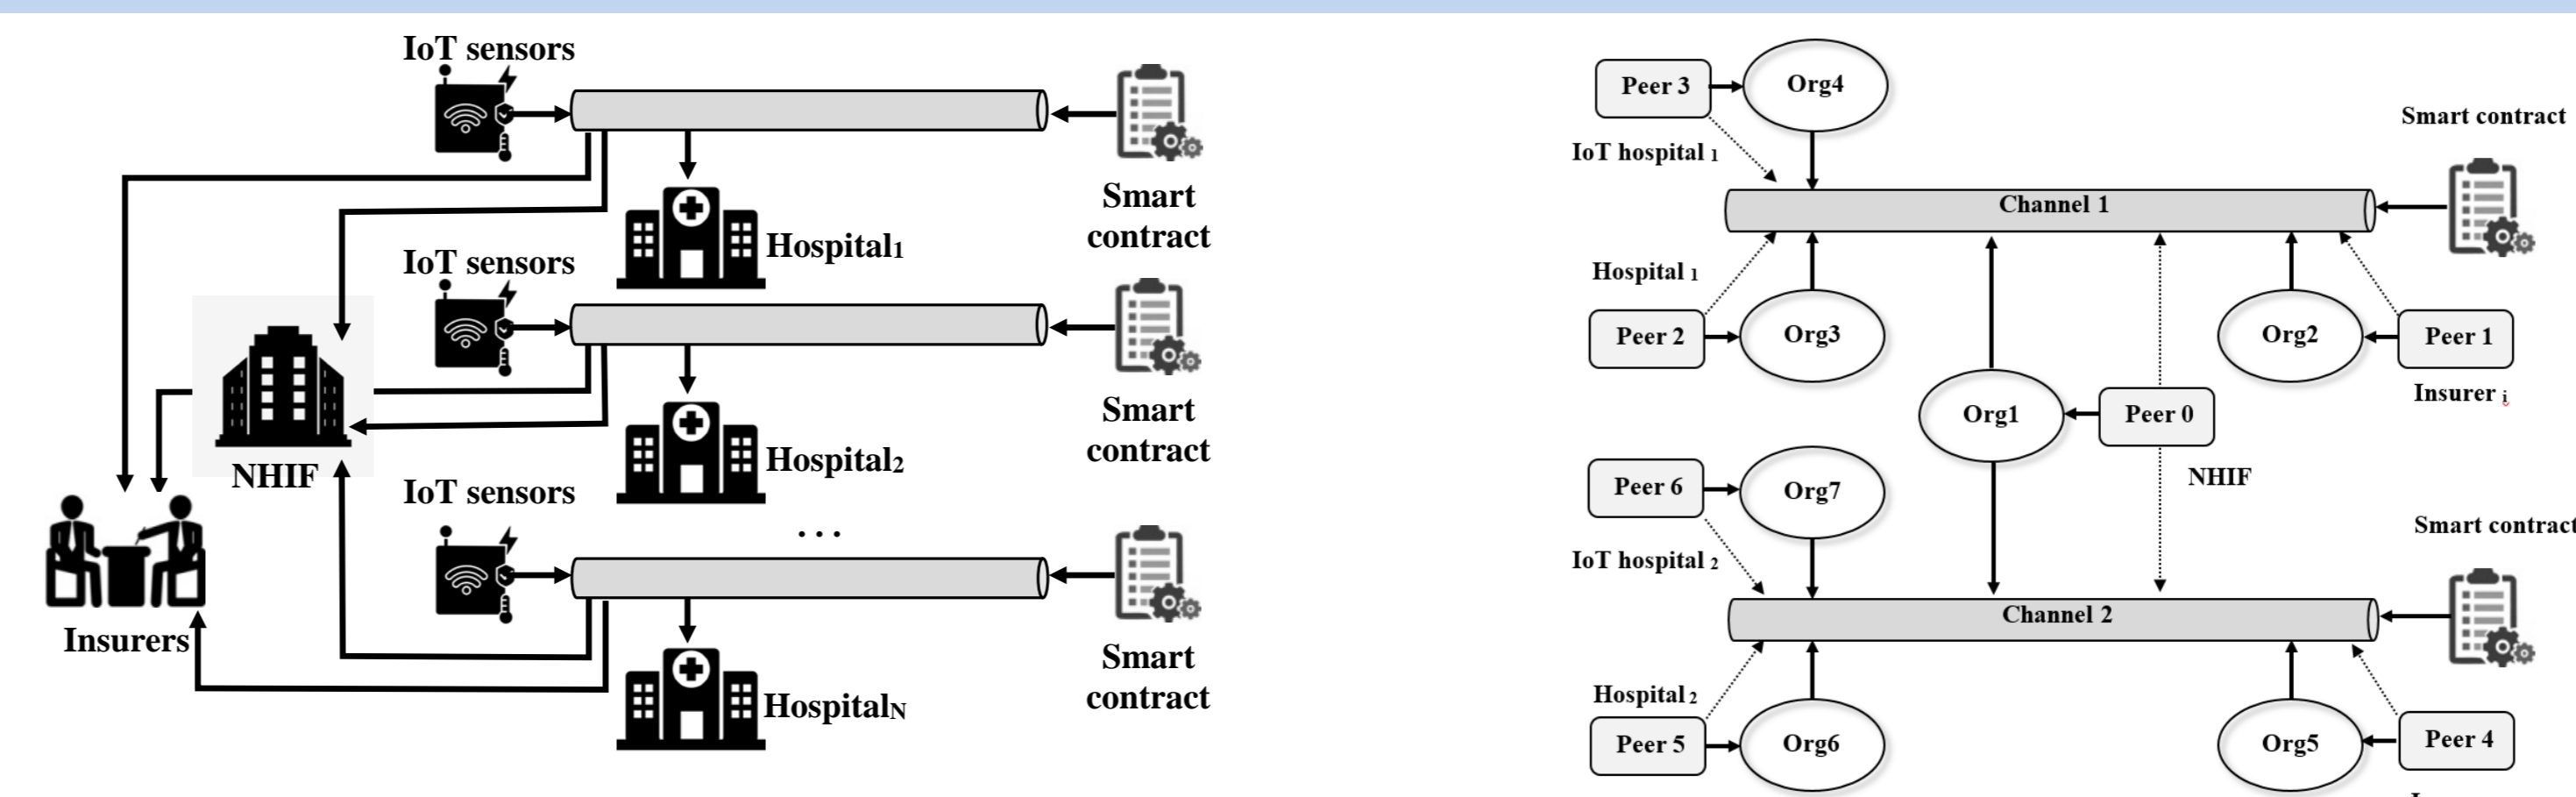 IoT sensors
Smart
contract
Hospital1
IoT sensors
Smart
contract
Hospital2
NHIF
IoT sensors
...
Smart
contract
Insurers
HospitalN
Peer 3
Org4
Smart contract
IoT hospital 1
Channel 1
Hospital 1
Peer 2
Org3
Org2
Peer 1
Insurer i
Org1
Peer 0
NHIF
Peer 6
Org7
Smart contract
IoT hospital 2
Channel 2
Hospital 2
Peer 5
Org6
Org5
Peer 4